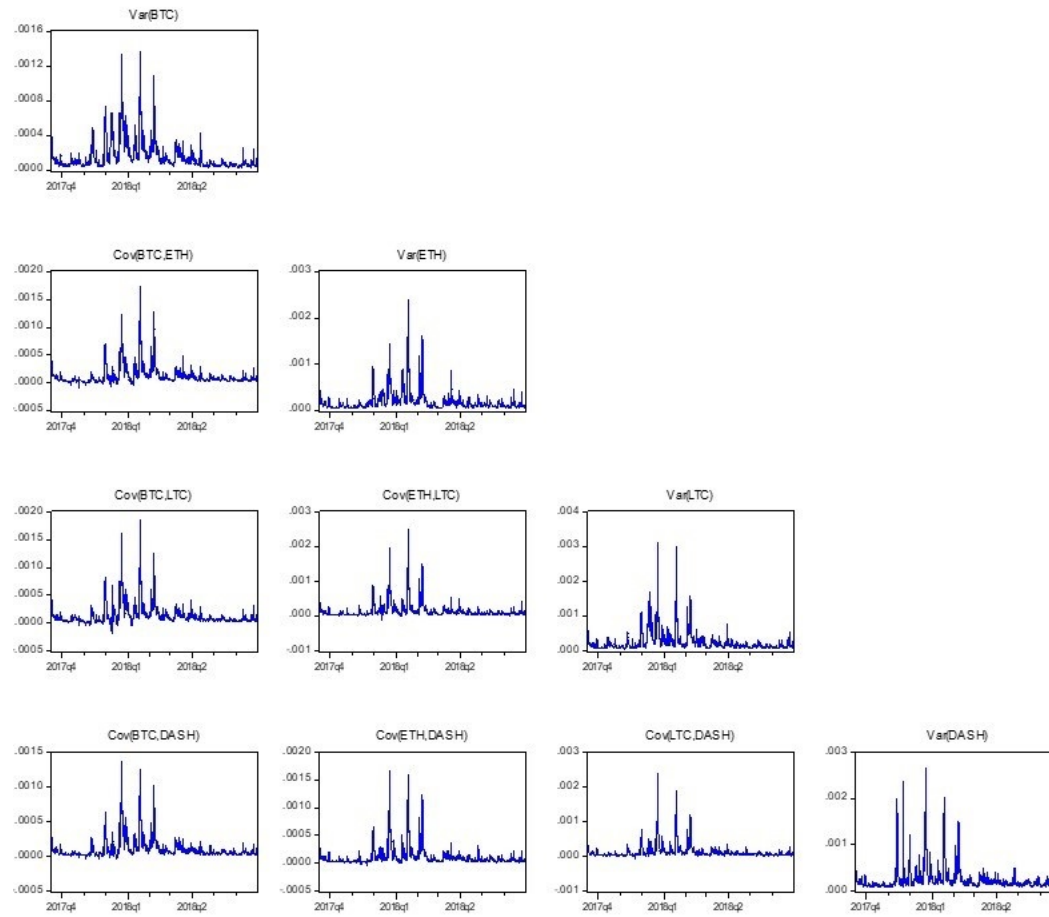 Var(BTC)
.0016
.0012
.0008
.0004
.0000
2017q4 2018q1 2018q2
Cov(BTC,ETH) Var(ETH)
.0020 .003
.0015
.002
.0010
.0005 .001
.0000
-.0005 .000
2017q4 2018q1 2018q2 2017q4 2018q1 2018q2
Cov(BTC,LTC) Cov(ETH,LTC) Var(LTC)
.0020 .003 .004
.0015 .002 .003
.0010
.001 .002
.0005
.0000 .000 .001
-.0005 -.001 .000
2017q4 2018q1 2018q2 2017q4 2018q1 2018q2 2017q4 2018q1 2018q2
Cov(BTC,DASH) Cov(ETH,DASH) Cov(LTC,DASH) Var(DASH)
.0015 .0020 .003 .003
.0010 .0015 .002
.0010 .002
.0005 .001
.0005 .001
.0000 .0000 .000
-.0005 -.0005 -.001 .000
2017q4 2018q1 2018q2 2017q4 2018q1 2018q2 2017q4 2018q1 2018q2 2017q4 2018q1 2018q2